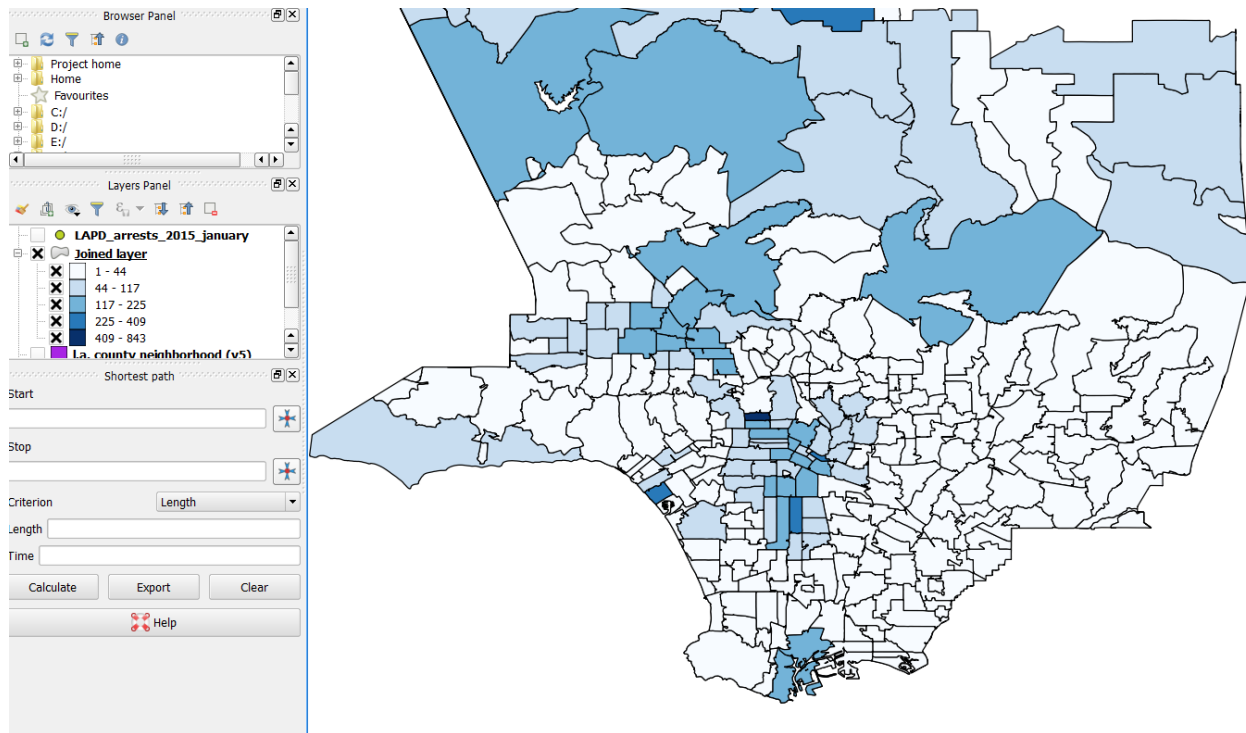 Browser Panel
Project home
Home
Favourites
C:/
D:/
E:/
Layers Panel
LAPD_arrests_2015_january
Joined layer
1 - 44
44 - 117
117 - 225
225 - 409
409 - 843
l.a. county neighborhood (v5)
Shortest path
Start
Stop
Criterion
Length
Length
Time
Calculate
Export
Clear
Help